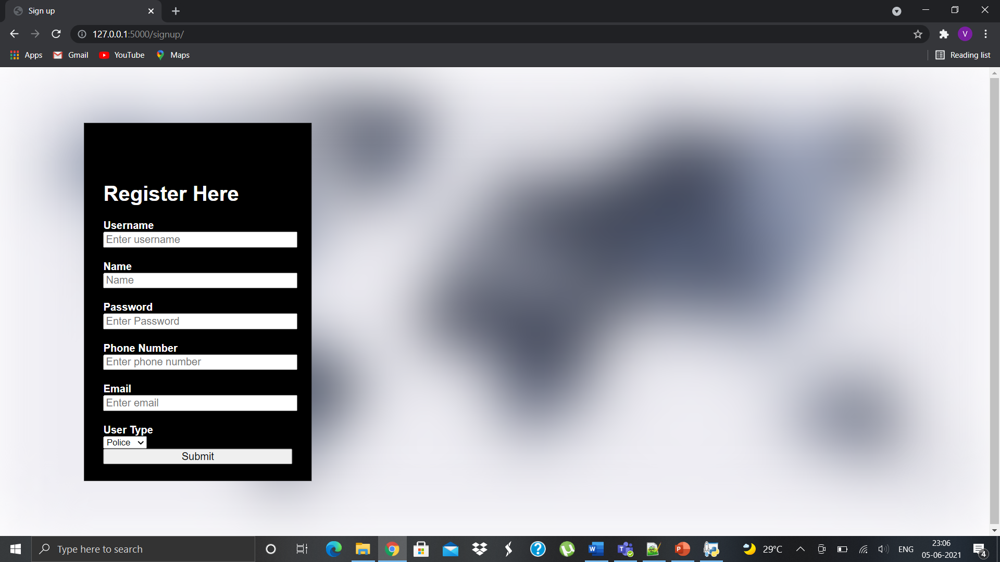 Sign up
127.0.0.1:5000/signup/
V
Apps Gmail YouTube Maps Reading list
Register Here
Username
Enter username
Name
Name
Password
Enter Password
Phone Number
Enter phone number
Email
Enter email
User Type
Police
Submit
Type here to search
29°C
ENG
23:06
05-06-2021
4